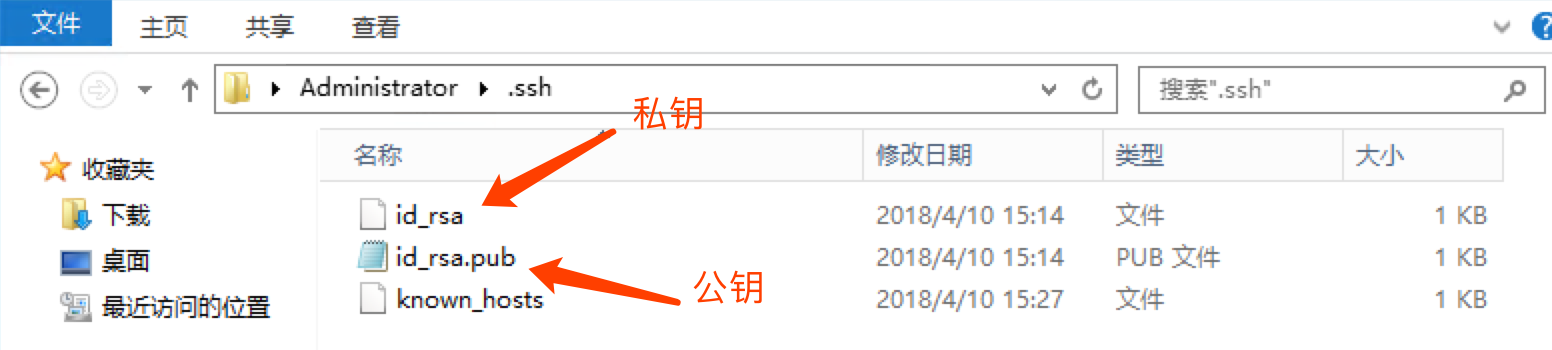 文件 主页 共享 查看
Administrator .ssh 搜索".ssh"
私钥
收藏夹 名称 修改日期 类型 大小
下载 id_rsa 2018/4/10 15:14 文件 1 KB
桌面 id_rsa.pub 2018/4/10 15:14 PUB 文件 1 KB
公钥
最近访问的位置 known_hosts 2018/4/10 15:27 文件 1 KB